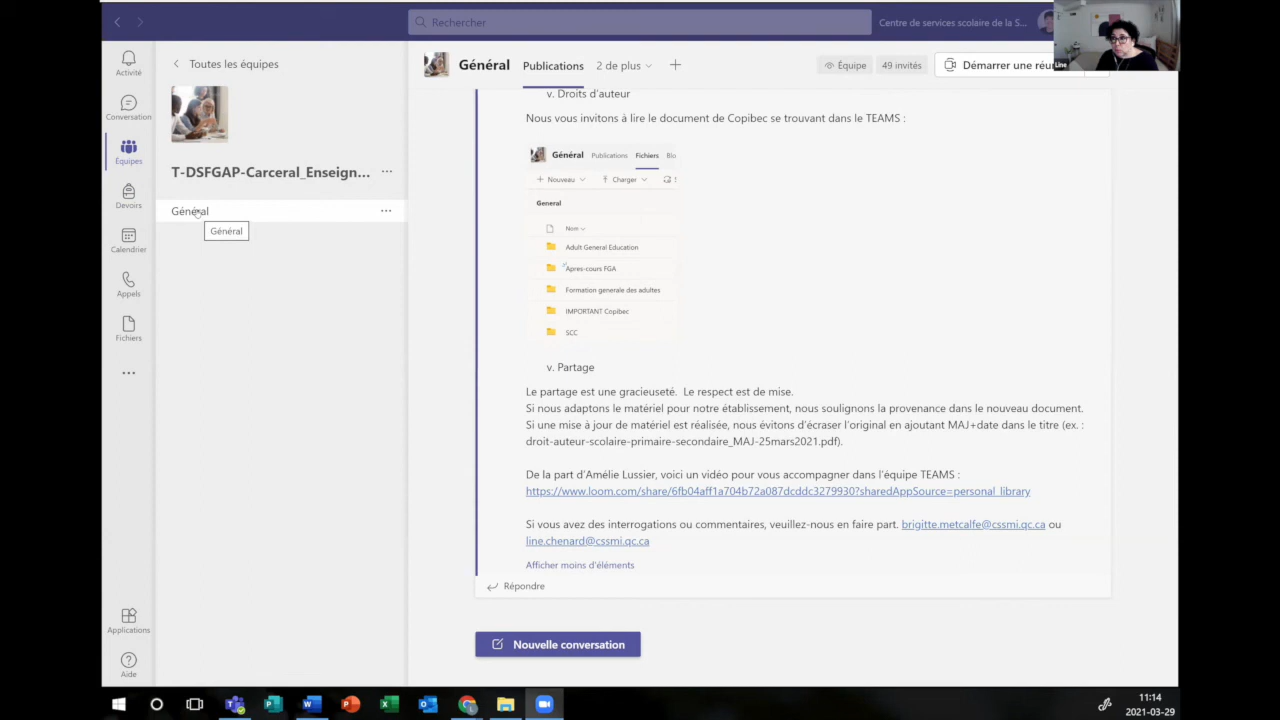 Rechercher
Centre de services scolaire de la S...
Line
Activité
Conversation
Équipes
Devoirs
Calendrier
Appels
Fichiers
Applications
Aide
Toutes les équipes
T-DSFGAP-Carceral_Enseign...
Général
Général
Général
Publications
2 de plus
Équipe
49 invités
Démarrer une réu
v. Droits d'auteur
Nous vous invitons à lire le document de Copibec se trouvant dans le TEAMS :
Général Publications Fichiers Blo
Nouveau Charger
General
Nom
Adult General Education
Apres-cours FGA
Formation generale des adultes
IMPORTANT Copibec
SCC
v. Partage
Le partage est une gracieuseté. Le respect est de mise.
Si nous adaptons le matériel pour notre établissement, nous soulignons la provenance dans le nouveau document.
Si une mise à jour de matériel est réalisée, nous évitons d'écraser l'original en ajoutant MAJ+date dans le titre (ex. :
droit-auteur-scolaire-primaire-secondaire_MAJ-25mars2021.pdf).
De la part d'Amélie Lussier, voici un vidéo pour vous accompagner dans l'équipe TEAMS :
https://www.loom.com/share/6fb04aff1a704b72a087dcddc3279930?sharedAppSource=personal_library
Si vous avez des interrogations ou commentaires, veuillez-nous en faire part. brigitte.metcalfe@cssmi.qc.ca ou
line.chenard@cssmi.qc.ca
Afficher moins d'éléments
Répondre
Nouvelle conversation
11:14
2021-03-29